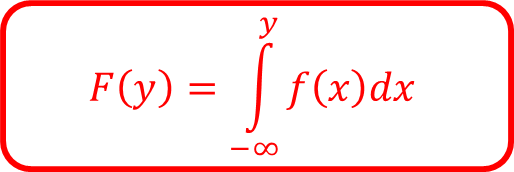 F(y) = ∫_{-∞}^{y} f(x)dx